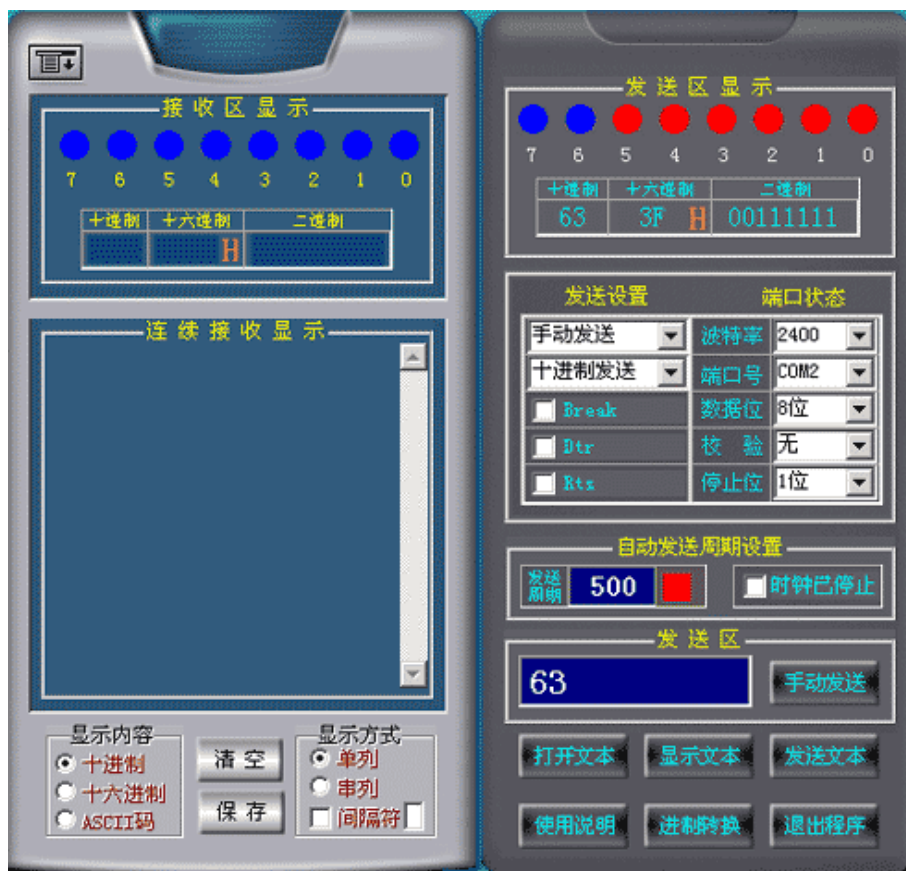 接收区显示
7 6 5 4 3 2 1 0
十进制 十六进制 二进制
H
连续接收显示
显示内容
十进制
十六进制
ASCII码
清空
保存
显示方式
单列
串列
间隔符
发送区显示
7 6 5 4 3 2 1 0
十进制 十六进制 二进制
63 3F H 00111111
发送设置 端口状态
手动发送 波特率 2400
十进制发送 端口号 COM2
Break 数据位 8位
Dtr 校 验 无
Rts 停止位 1位
自动发送周期设置
发送周期 500 时钟已停止
发送区
63 手动发送
打开文本 显示文本 发送文本
使用说明 进制转换 退出程序